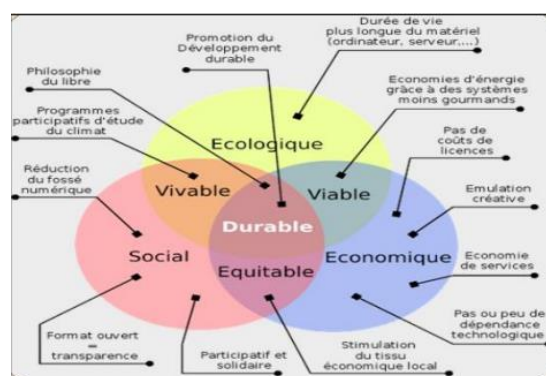 Durée de vie
plus longue du matériel
(ordinateur, serveur,...)
Promotion du
Développement
durable
Philosophie
du libre
Economies d'énergie
grâce à des systèmes
moins gourmands
Programmes
participatifs d'étude
du climat
Ecologique
Pas de
coûts de
licences
Réduction
du fossé
numérique
Vivable
Viable
Emulation
créative
Durable
Social
Economique
Equitable
Economie
de services
Format ouvert
=
transparence
Participatif et
solidaire
Stimulation
du tissu
économique local
Pas ou peu de
dépendance
technologique